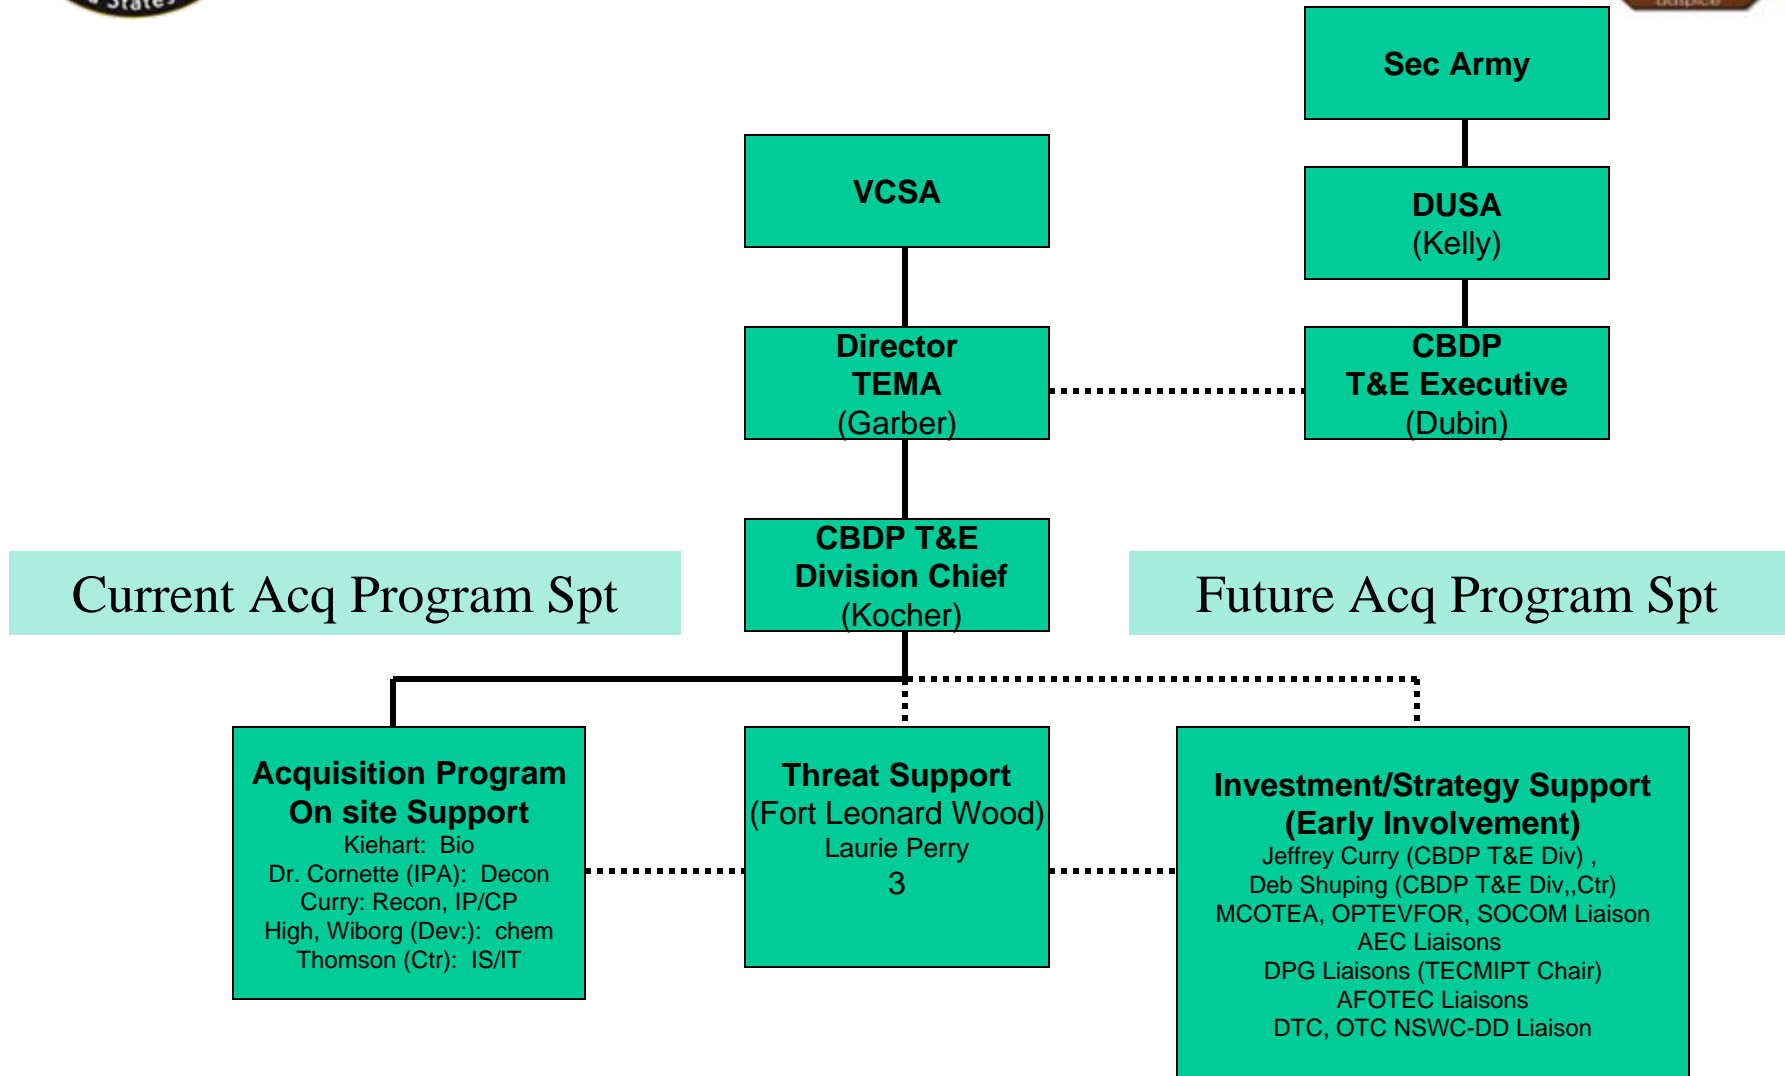 States
auspice
Sec Army
VCSA
DUSA
(Kelly)
Director
TEMA
(Garber)
CBDP
T&E Executive
(Dubin)
CBDP T&E
Division Chief
(Kocher)
Current Acq Program Spt
Future Acq Program Spt
Acquisition Program
On site Support
Kiehart: Bio
Dr. Cornette (IPA): Decon
Curry: Recon, IP/CP
High, Wiborg (Dev:): chem
Thomson (Ctr): IS/IT
Threat Support
(Fort Leonard Wood)
Laurie Perry
3
Investment/Strategy Support
(Early Involvement)
Jeffrey Curry (CBDP T&E Div) ,
Deb Shuping (CBDP T&E Div,,Ctr)
MCOTEA, OPTEVFOR, SOCOM Liaison
AEC Liaisons
DPG Liaisons (TECMIPT Chair)
AFOTEC Liaisons
DTC, OTC NSWC-DD Liaison